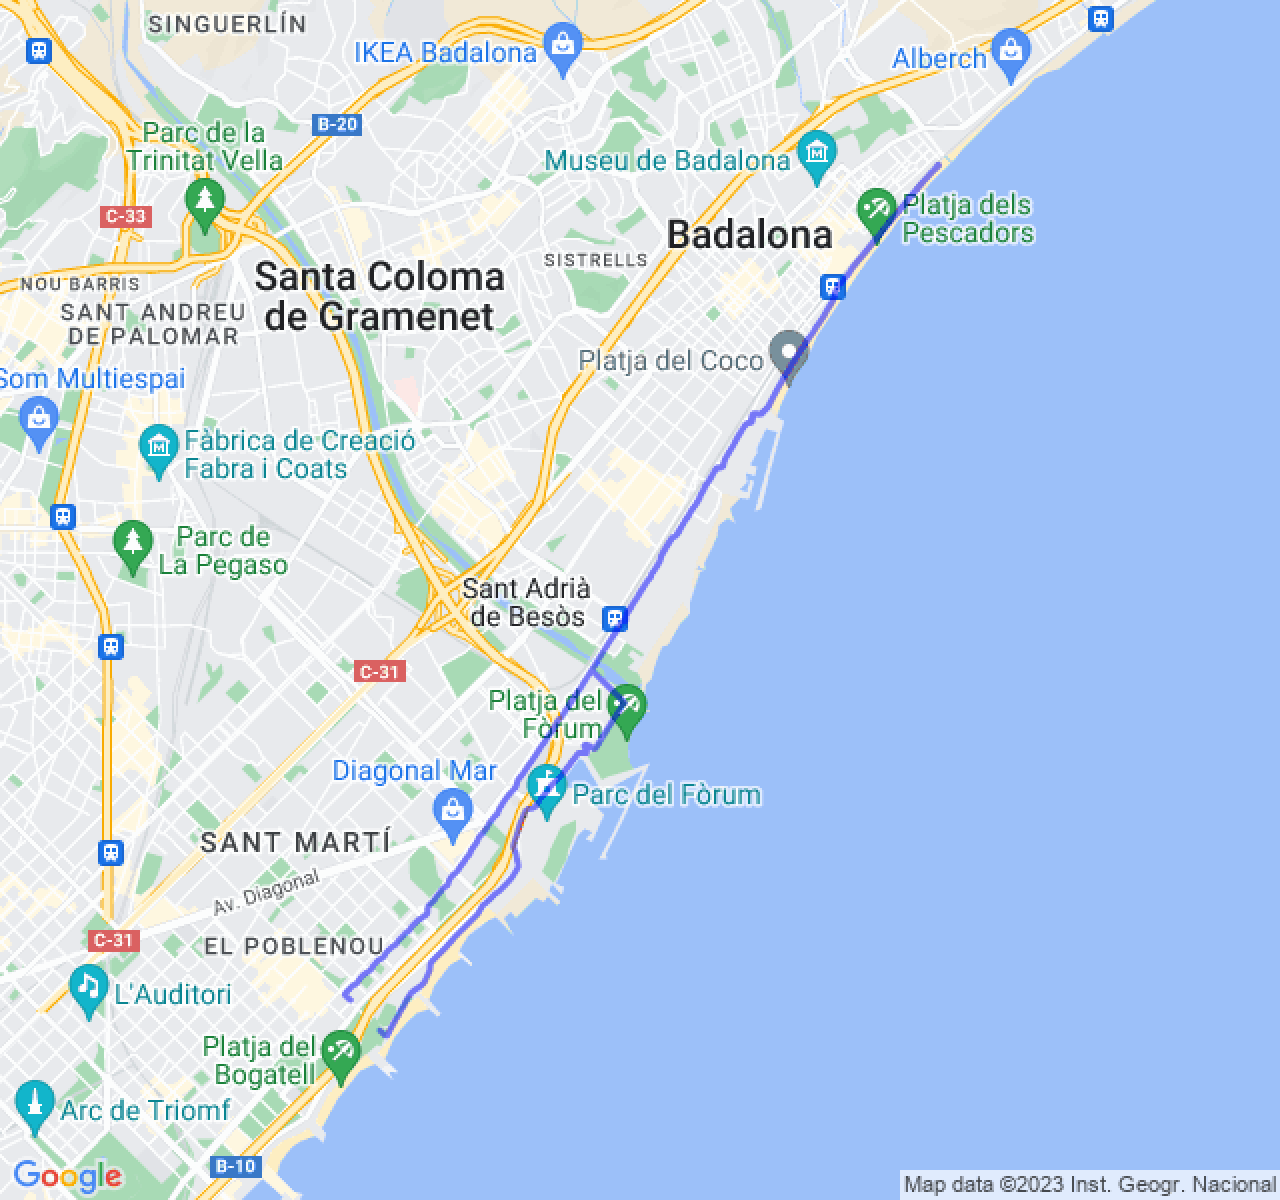 SINGUERLÍN
IKEA Badalona
Alberch
B-20
Parc de la
Trinitat Vella
Museu de Badalona
C-33
Platja dels
Pescadors
Badalona
SISTRELLS
NOU BARRIS
Santa Coloma
de Gramenet
SANT ANDREU
DE PALOMAR
Platja del Coco
Som Multiespai
Fàbrica de Creació
Fabra i Coats
Parc de
La Pegaso
Sant Adrià
de Besòs
C-31
Platja del
Fòrum
Diagonal Mar
Parc del Fòrum
SANT MARTÍ
Av. Diagonal
C-31
EL POBLENOU
L'Auditori
Platja del
Bogatell
Arc de Triomf
B-10
Google
Map data ©2023 Inst. Geogr. Nacional